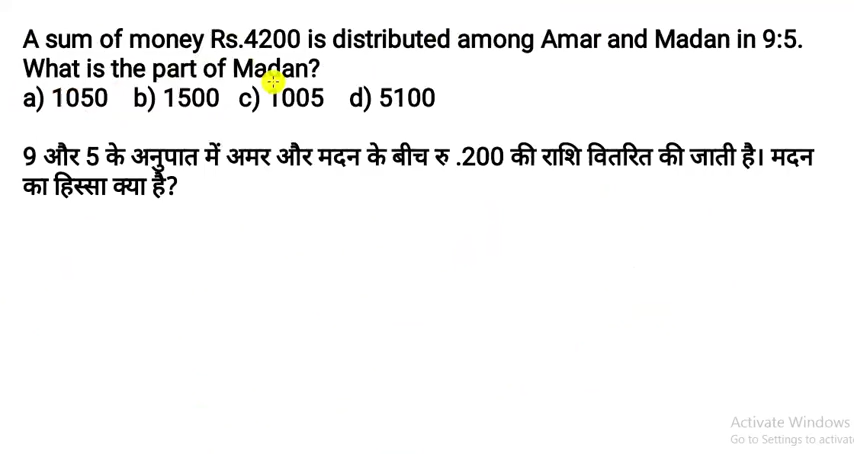 A sum of money Rs.4200 is distributed among Amar and Madan in 9:5.
What is the part of Madan?
a) 1050 b) 1500 c) 1005 d) 5100
9 और 5 के अनुपात में अमर और मदन के बीच रु .200 की राशि वितरित की जाती है। मदन
का हिस्सा क्या है?
Activate Windows
Go to Settings to activat